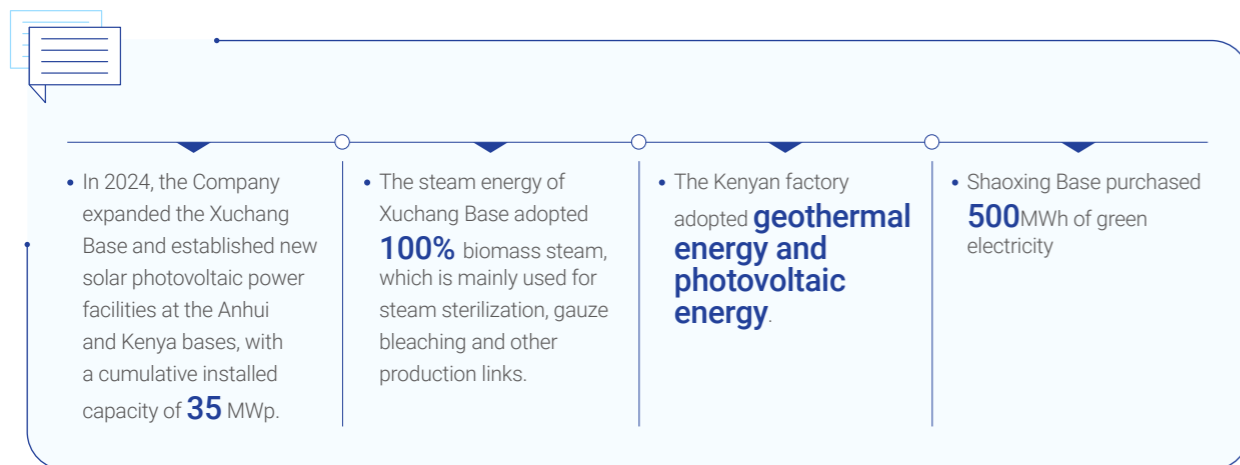 • In 2024, the Company
expanded the Xuchang
Base and established new
solar photovoltaic power
facilities at the Anhui
and Kenya bases, with
a cumulative installed
capacity of 35 MWp.
• The steam energy of
Xuchang Base adopted
100% biomass steam,
which is mainly used for
steam sterilization, gauze
bleaching and other
production links.
• The Kenyan factory
adopted geothermal
energy and
photovoltaic
energy.
• Shaoxing Base purchased
500MWh of green
electricity